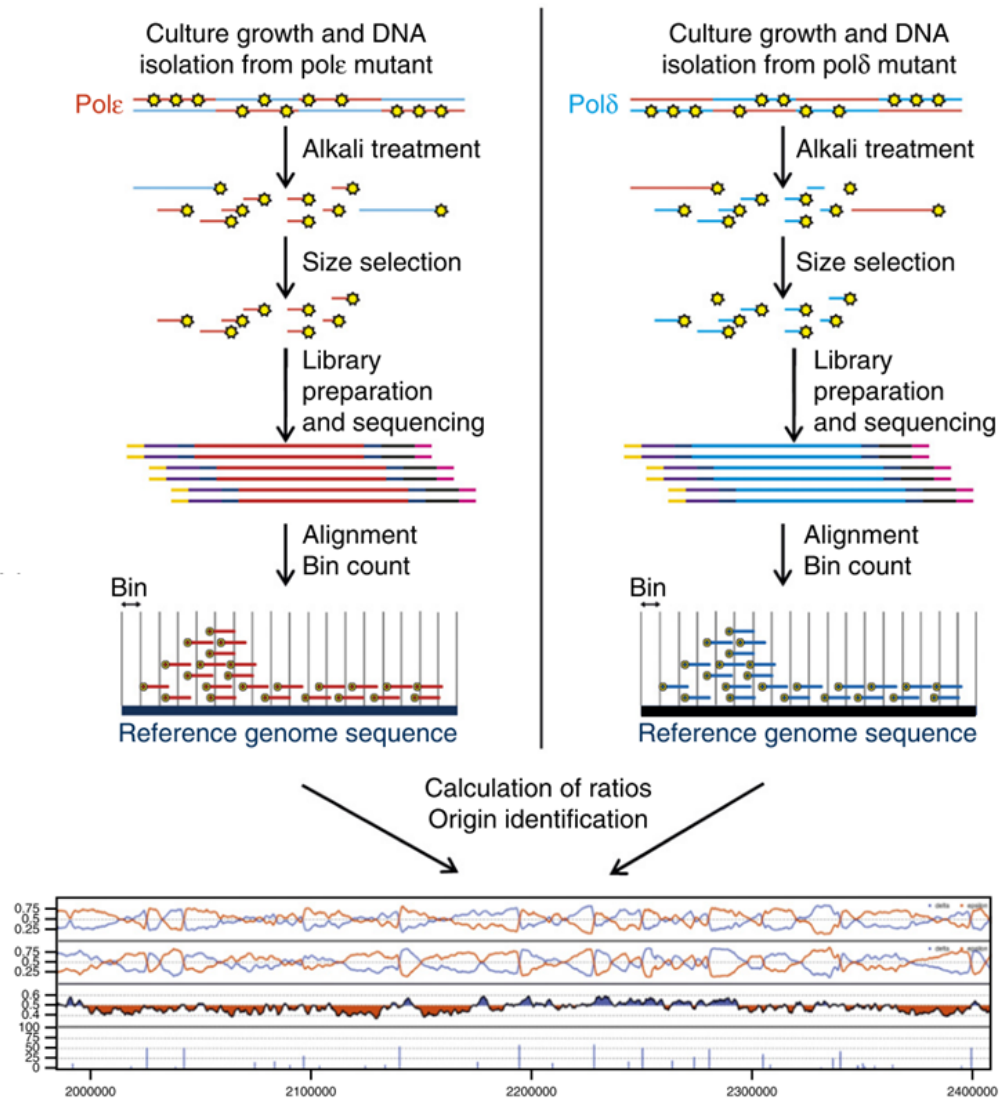 Culture growth and DNA
isolation from polε mutant
Polε
Alkali treatment
Size selection
Library
preparation
and sequencing
Alignment
Bin count
Bin
Reference genome sequence
Culture growth and DNA
isolation from polδ mutant
Polδ
Alkali treatment
Size selection
Library
preparation
and sequencing
Alignment
Bin count
Bin
Reference genome sequence
Calculation of ratios
Origin identification
0.75
0.5
0.25
delta epsilon
0.75
0.5
0.25
delta epsilon
0.6
0.5
0.4
100
75
50
25
0
2000000 2100000 2200000 2300000 2400000